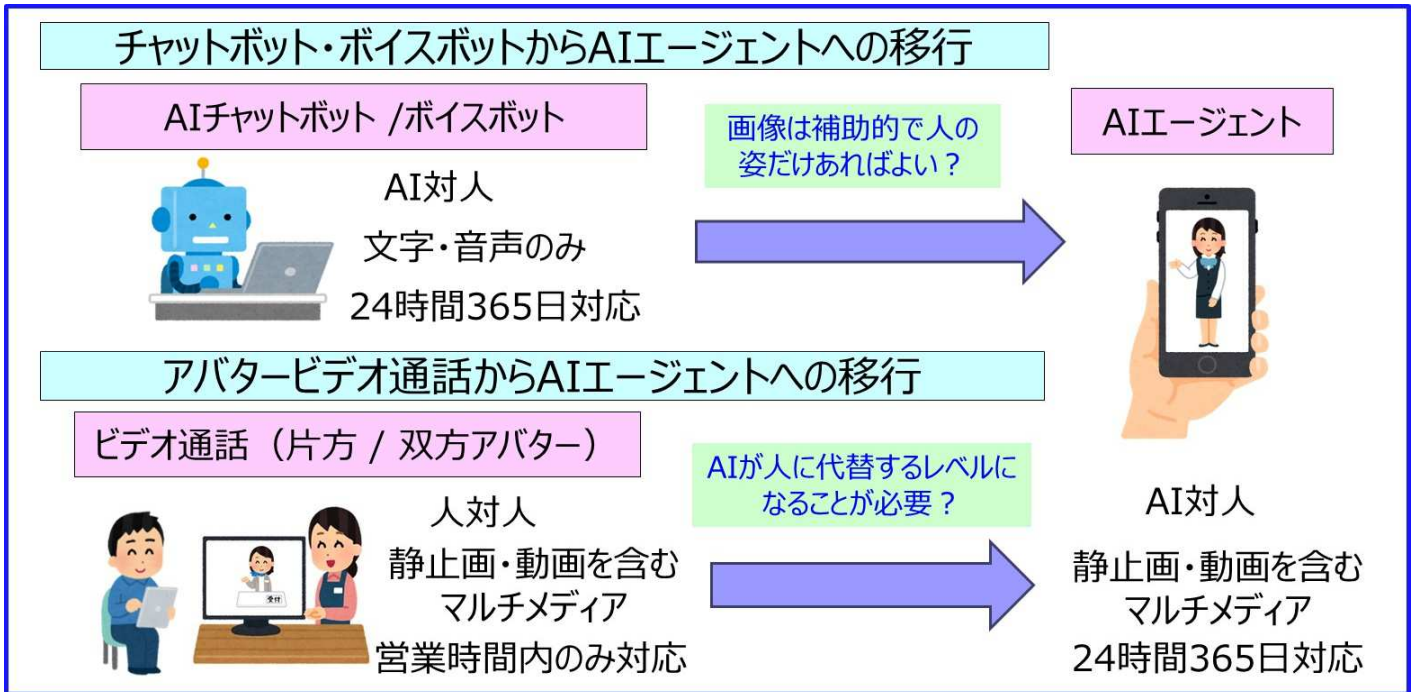 チャットボット・ボイスボットからAIエージェントへの移行
AIチャットボット /ボイスボット
AI対人
文字・音声のみ
24時間365日対応
画像は補助的で人の
姿だけあればよい？
AIエージェント
アバタービデオ通話からAIエージェントへの移行
ビデオ通話（片方 / 双方アバター）
受付
人対人
静止画・動画を含む
マルチメディア
営業時間内のみ対応
AIが人に代替するレベルに
なることが必要？
AI対人
静止画・動画を含む
マルチメディア
24時間365日対応